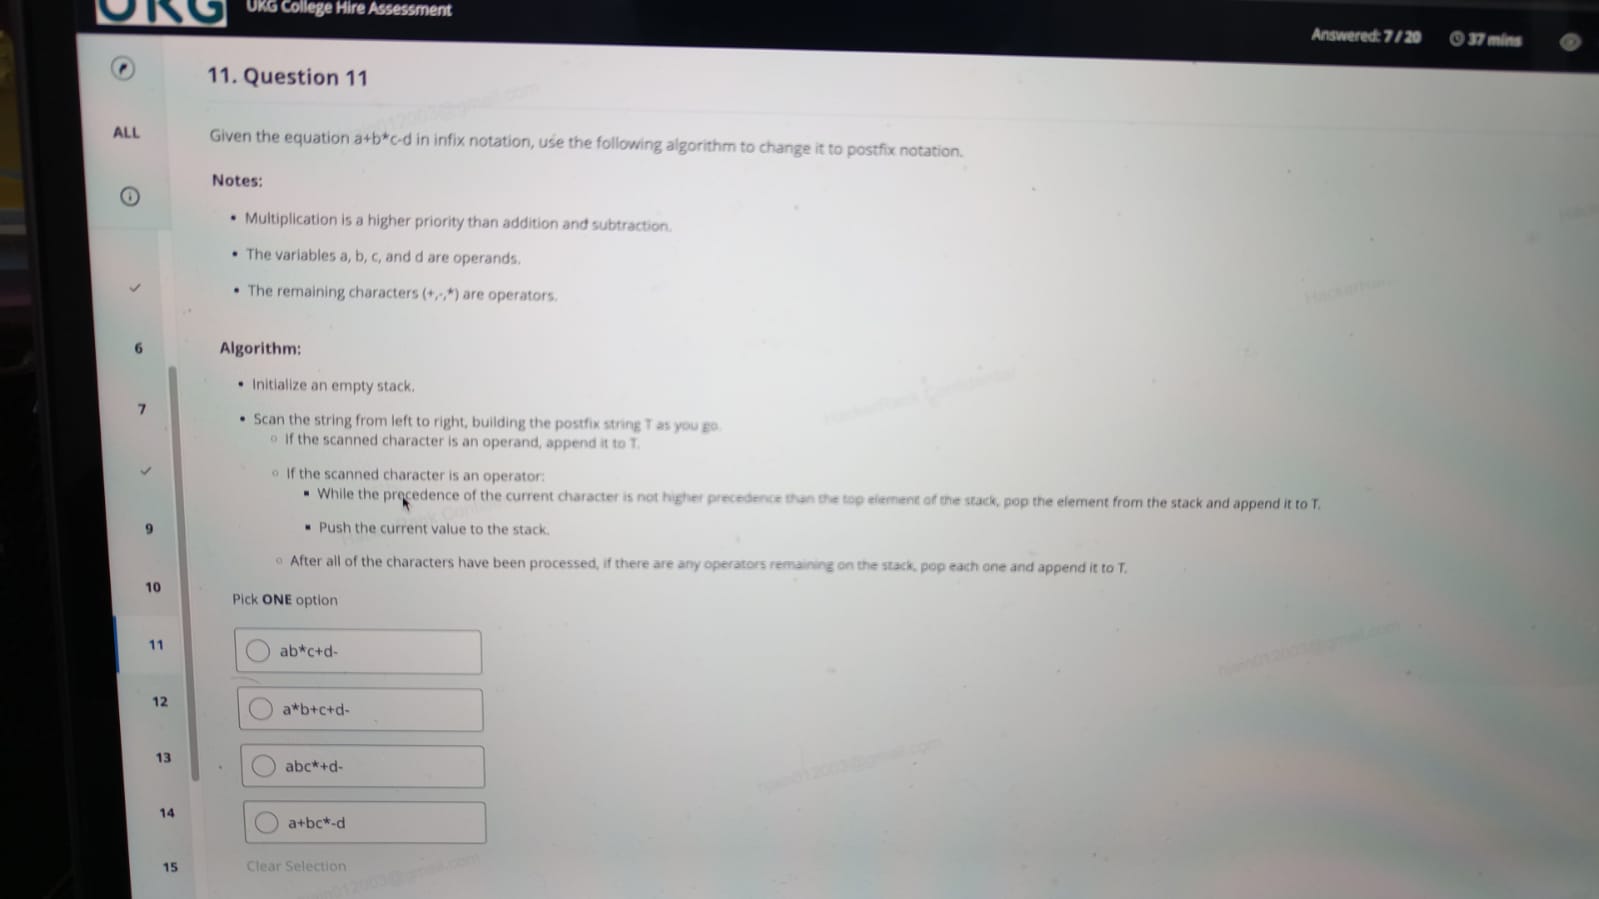 UKG
UKG College Hire Assessment
Answered: 7 / 20
37 mins
11. Question 11
ALL
Given the equation a+b*c-d in infix notation, use the following algorithm to change it to postfix notation.
Notes:
• Multiplication is a higher priority than addition and subtraction.
• The variables a, b, c, and d are operands.
• The remaining characters (+,-,*) are operators.
6
Algorithm:
• Initialize an empty stack.
7
• Scan the string from left to right, building the postfix string T as you go.
○ If the scanned character is an operand, append it to T.
○ If the scanned character is an operator:
▪ While the precedence of the current character is not higher precedence than the top element of the stack, pop the element from the stack and append it to T.
9
▪ Push the current value to the stack.
○ After all of the characters have been processed, if there are any operators remaining on the stack, pop each one and append it to T.
10
Pick ONE option
11
ab*c+d-
12
a*b+c+d-
13
abc*+d-
14
a+bc*-d
15
Clear Selection